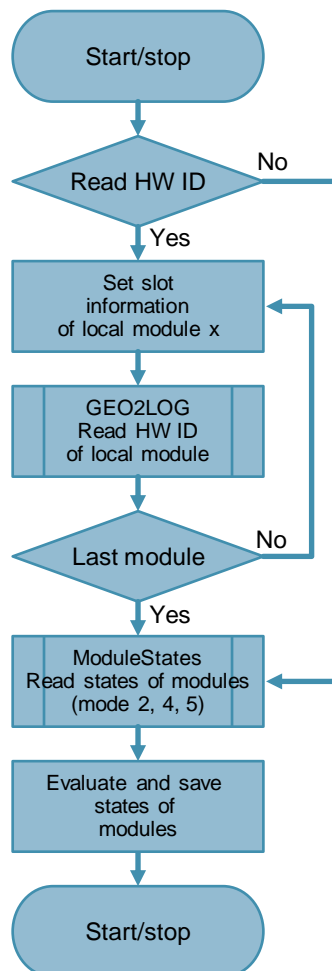 Start/stop
Read HW ID
No
Yes
Set slot
information
of local module x
GEO2LOG
Read HW ID
of local module
Last module
No
Yes
ModuleStates
Read states of modules
(mode 2, 4, 5)
Evaluate and save
states of
modules
Start/stop